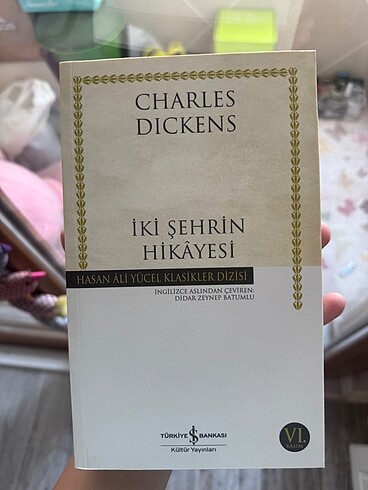 CHARLES
DICKENS
İKİ ŞEHRİN
HİKÂYESİ
HASAN ÂLİ YÜCEL KLASİKLER DİZİSİ
İNGİLİZCE ASLINDAN ÇEVİREN:
DİDAR ZEYNEP BATUMLU
TÜRKİYE İŞ BANKASI
Kültür Yayınları
VI.
BASIM